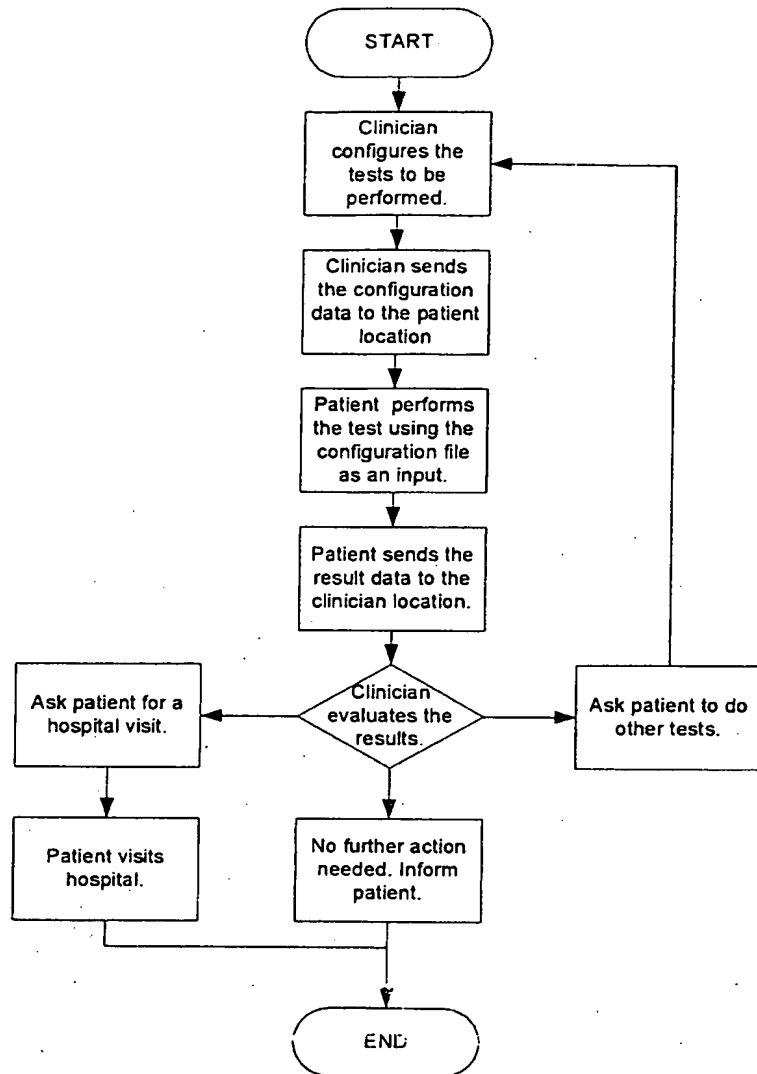 START
Clinician
configures the
tests to be
performed.
Clinician sends
the configuration
data to the patient
location
Patient performs
the test using the
configuration file
as an input.
Patient sends the
result data to the
clinician location.
Ask patient for a
hospital visit.
Clinician
evaluates the
results.
Ask patient to do
other tests.
Patient visits
hospital.
No further action
needed. Inform
patient.
END